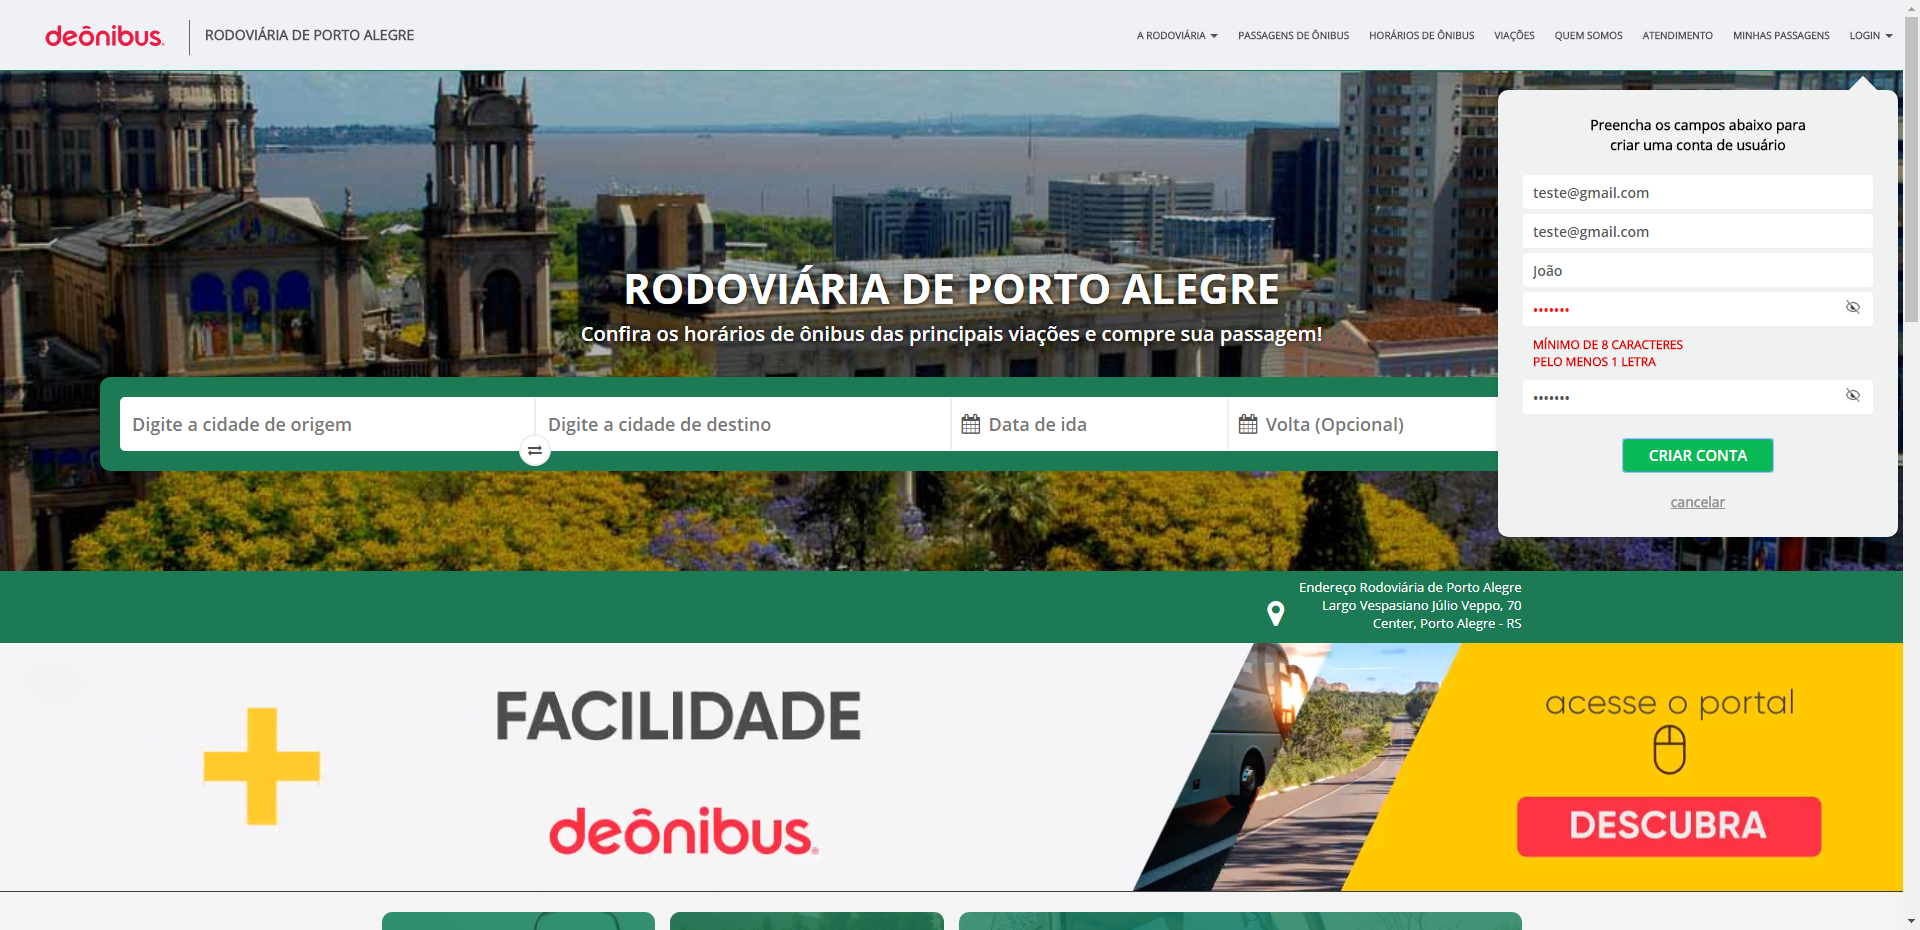 deônibus.
RODOVIÁRIA DE PORTO ALEGRE
A RODOVIÁRIA
PASSAGENS DE ÔNIBUS
HORÁRIOS DE ÔNIBUS
VIAÇÕES
QUEM SOMOS
ATENDIMENTO
MINHAS PASSAGENS
LOGIN
Preencha os campos abaixo para
criar uma conta de usuário
teste@gmail.com
teste@gmail.com
João
•••••••
MÍNIMO DE 8 CARACTERES
PELO MENOS 1 LETRA
•••••••
CRIAR CONTA
cancelar
RODOVIÁRIA DE PORTO ALEGRE
Confira os horários de ônibus das principais viações e compre sua passagem!
Digite a cidade de origem
Digite a cidade de destino
Data de ida
Volta (Opcional)
Endereço Rodoviária de Porto Alegre
Largo Vespasiano Júlio Veppo, 70
Center, Porto Alegre - RS
FACILIDADE
deônibus.®
acesse o portal
DESCUBRA